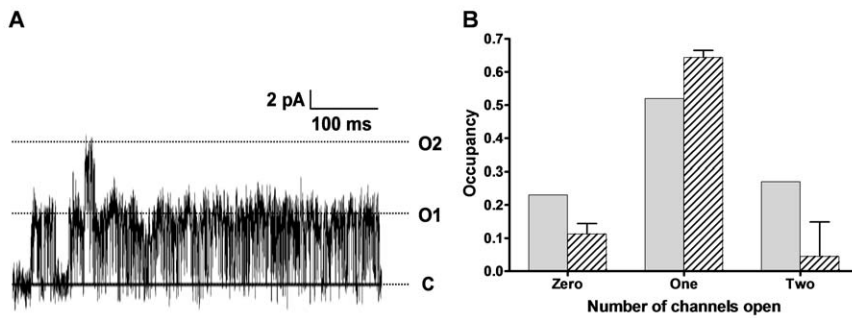 A
2 pA
100 ms
O2
O1
C
B
Occupancy
0.7
0.6
0.5
0.4
0.3
0.2
0.1
0.0
Zero One Two
Number of channels open